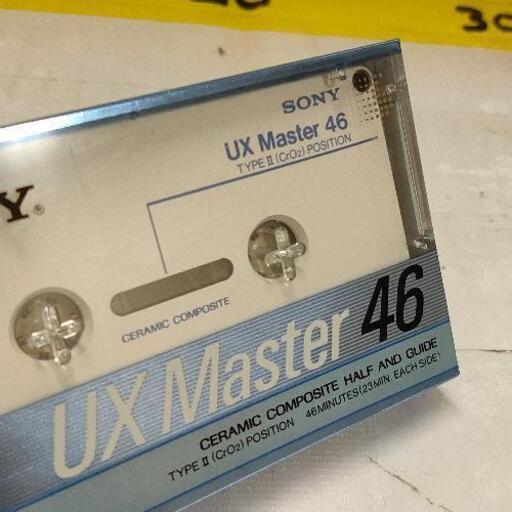 30
SONY
UX Master 46
TYPE II (CrO2) POSITION
Y®
CERAMIC COMPOSITE
UX Master 46
CERAMIC COMPOSITE HALF AND GUIDE
TYPE II (CrO2) POSITION 46 MINUTES (23 MIN. EACH SIDE)